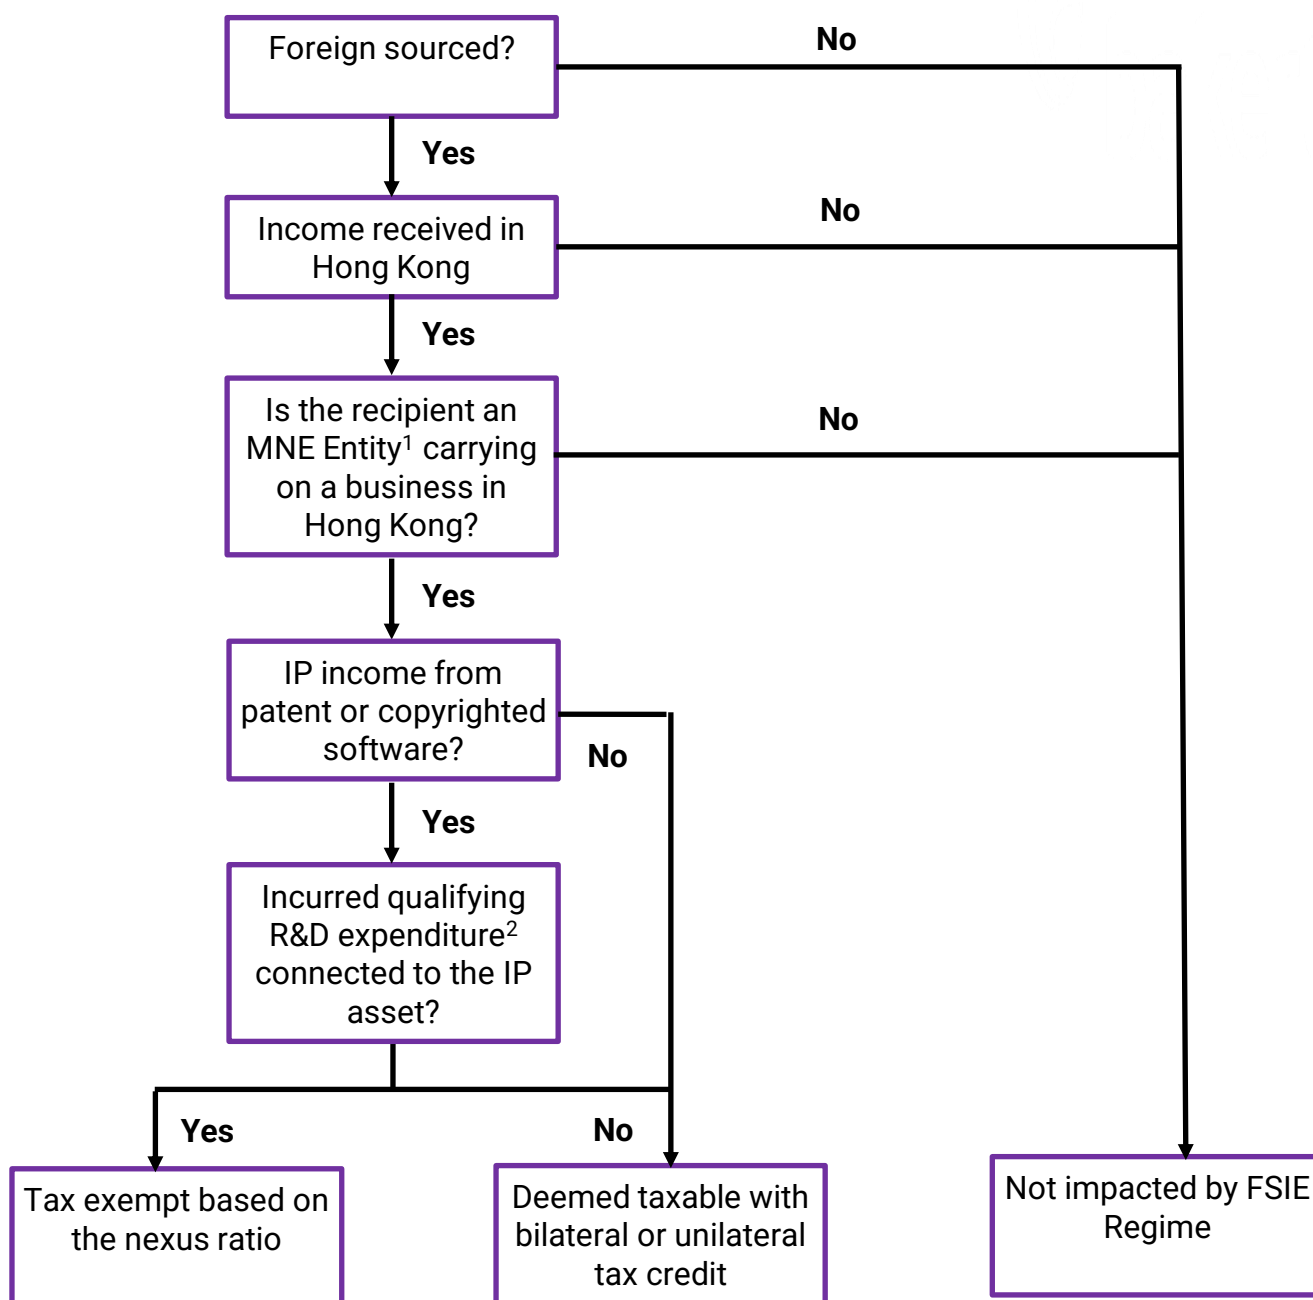 Foreign sourced?
No
Yes
Income received in
Hong Kong
No
Yes
Is the recipient an
MNE Entity¹ carrying
on a business in
Hong Kong?
No
Yes
IP income from
patent or copyrighted
software?
No
Yes
Incurred qualifying
R&D expenditure²
connected to the IP
asset?
Yes
No
Tax exempt based on
the nexus ratio
Deemed taxable with
bilateral or unilateral
tax credit
Not impacted by FSIE
Regime